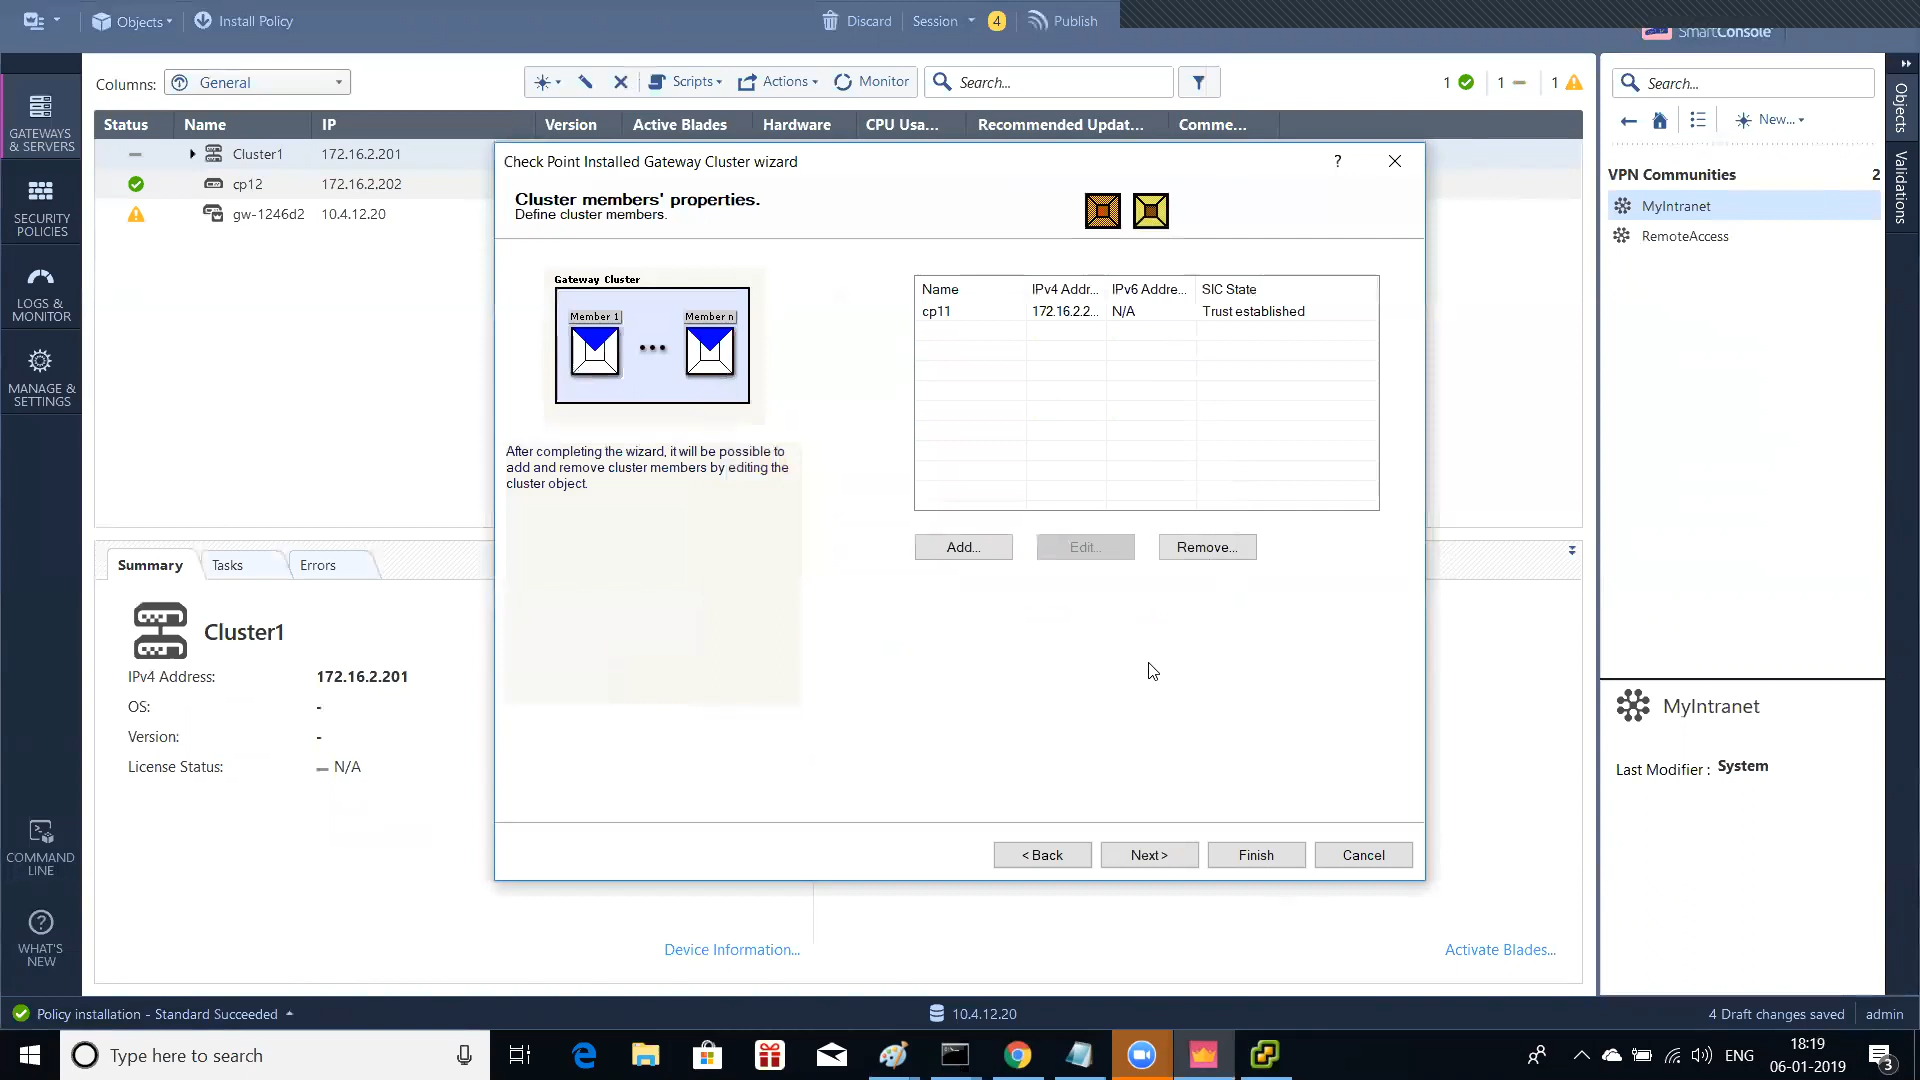 Objects
Install Policy
Discard
Session
4
Publish
SmartConsole
Columns:
General
Scripts
Actions
Monitor
Search...
1
1
1
Status
Name
IP
Version
Active Blades
Hardware
CPU Usa...
Recommended Updat...
Comme...
Cluster1
172.16.2.201
cp12
172.16.2.202
gw-1246d2
10.4.12.20
GATEWAYS
& SERVERS
SECURITY
POLICIES
LOGS &
MONITOR
MANAGE &
SETTINGS
COMMAND
LINE
WHAT'S
NEW
Check Point Installed Gateway Cluster wizard
?
Cluster members' properties.
Define cluster members.
Gateway Cluster
Member 1
Member n
After completing the wizard, it will be possible to
add and remove cluster members by editing the
cluster object.
Name
IPv4 Addr...
IPv6 Addre...
SIC State
cp11
172.16.2.2...
N/A
Trust established
Add...
Edit...
Remove...
< Back
Next >
Finish
Cancel
Summary
Tasks
Errors
Cluster1
IPv4 Address:
172.16.2.201
OS:
-
Version:
-
License Status:
N/A
Device Information...
Activate Blades...
Search...
New...
VPN Communities
2
MyIntranet
RemoteAccess
MyIntranet
Last Modifier :
System
Objects
Validations
Policy installation - Standard Succeeded
10.4.12.20
4 Draft changes saved
admin
Type here to search
ENG
18:19
06-01-2019
3